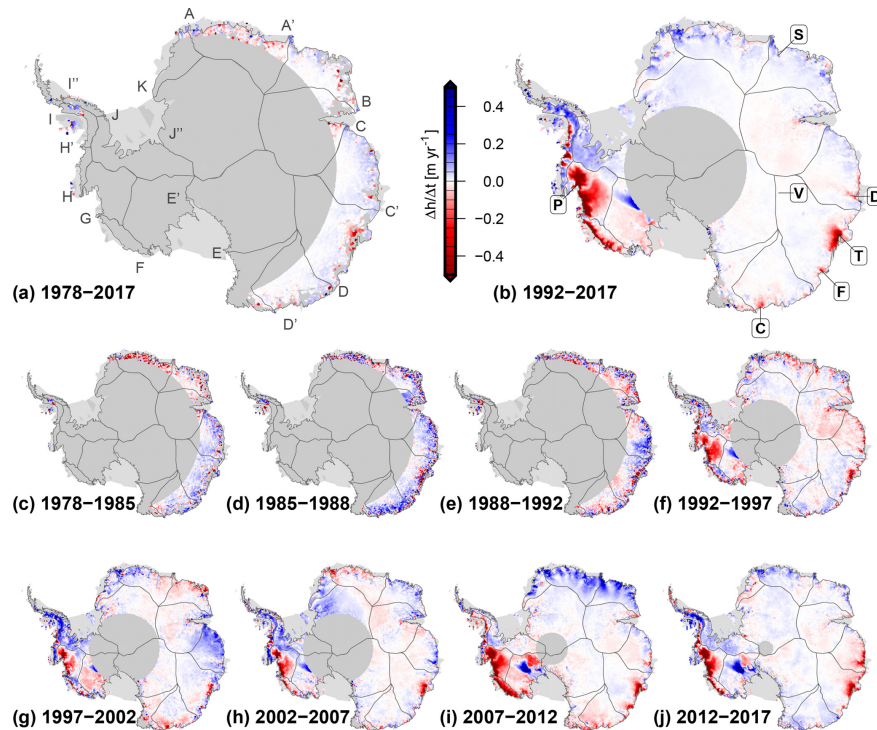 A
A'
S
I''
K
B
I
J
C
H'
J''
H
E'
C'
G
E
F
D
D'
(a) 1978−2017
0.4
0.2
0.0
−0.2
−0.4
Δh/Δt [m yr⁻¹]
P
V
D
T
F
C
(b) 1992−2017
(c) 1978−1985
(d) 1985−1988
(e) 1988−1992
(f) 1992−1997
(g) 1997−2002
(h) 2002−2007
(i) 2007−2012
(j) 2012−2017